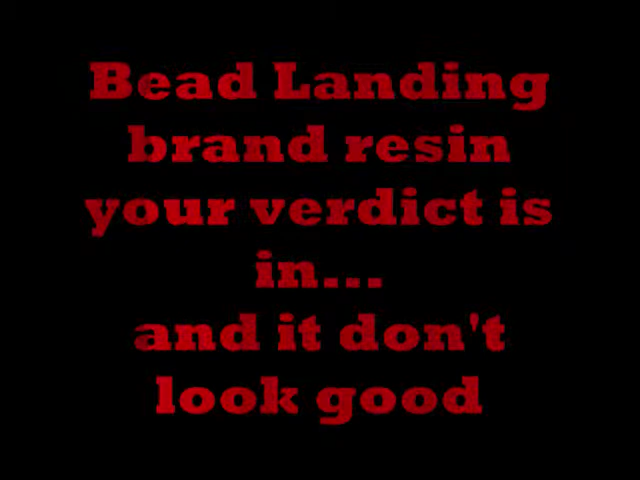 Bead Landing
brand resin
your verdict is
in...
and it don't
look good